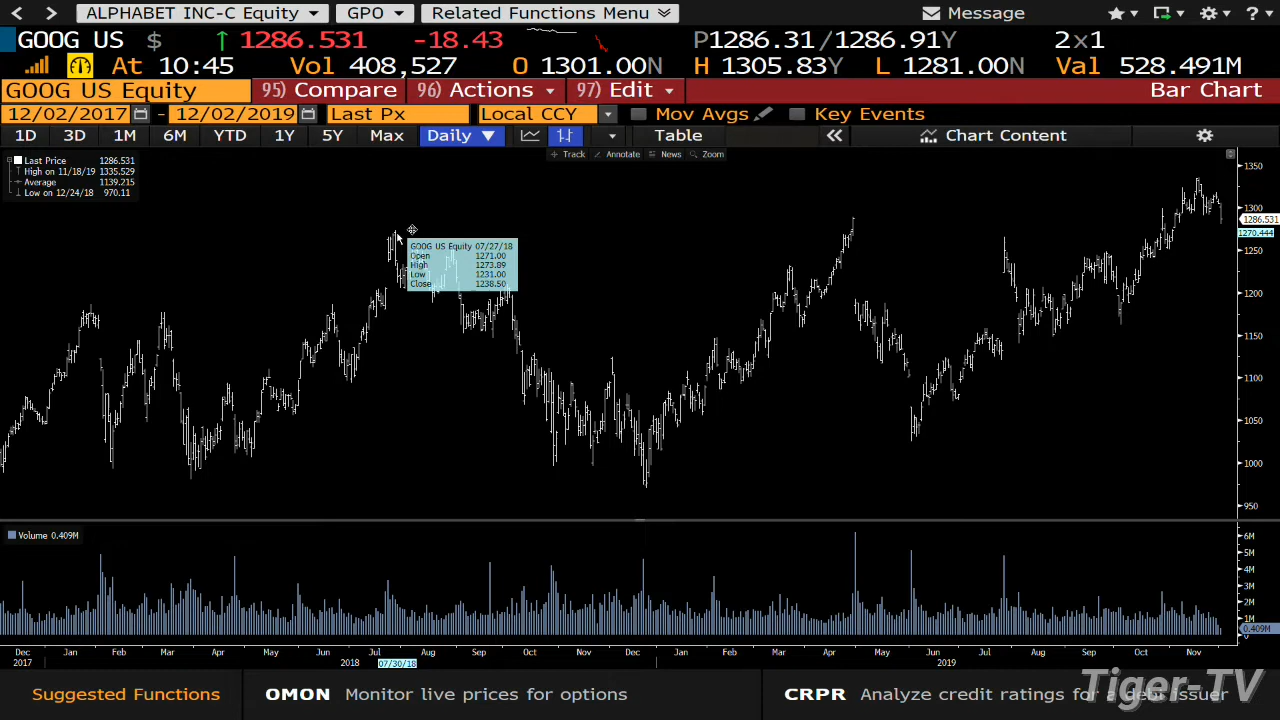 ALPHABET INC-C Equity GPO Related Functions Menu Message
GOOG US $ ↑ 1286.531 -18.43 P1286.31/1286.91Y 2×1
At 10:45 Vol 408,527 O 1301.00N H 1305.83Y L 1281.00N Val 528.491M
GOOG US Equity 95) Compare 96) Actions 97) Edit Bar Chart
12/02/2017 - 12/02/2019 Last Px Local CCY Mov Avgs Key Events
1D 3D 1M 6M YTD 1Y 5Y Max Daily ▼ Table « Chart Content
Track Annotate News Zoom
Last Price 1286.531
High on 11/18/19 1335.529
Average 1139.215
Low on 12/24/18 970.11
GOOG US Equity 07/27/18
Open 1271.00
High 1273.89
Low 1231.00
Close 1238.50
1350
1300
1286.531
1270.444
1250
1200
1150
1100
1050
1000
950
Volume 0.409M
6M
5M
4M
3M
2M
1M
0.409M
0
Dec Jan Feb Mar Apr May Jun Jul Aug Sep Oct Nov Dec Jan Feb Mar Apr May Jun Jul Aug Sep Oct Nov
2017 2018 07/30/18 2019
Suggested Functions OMON Monitor live prices for options CRPR Analyze credit ratings for a debt issuer
Tiger-TV